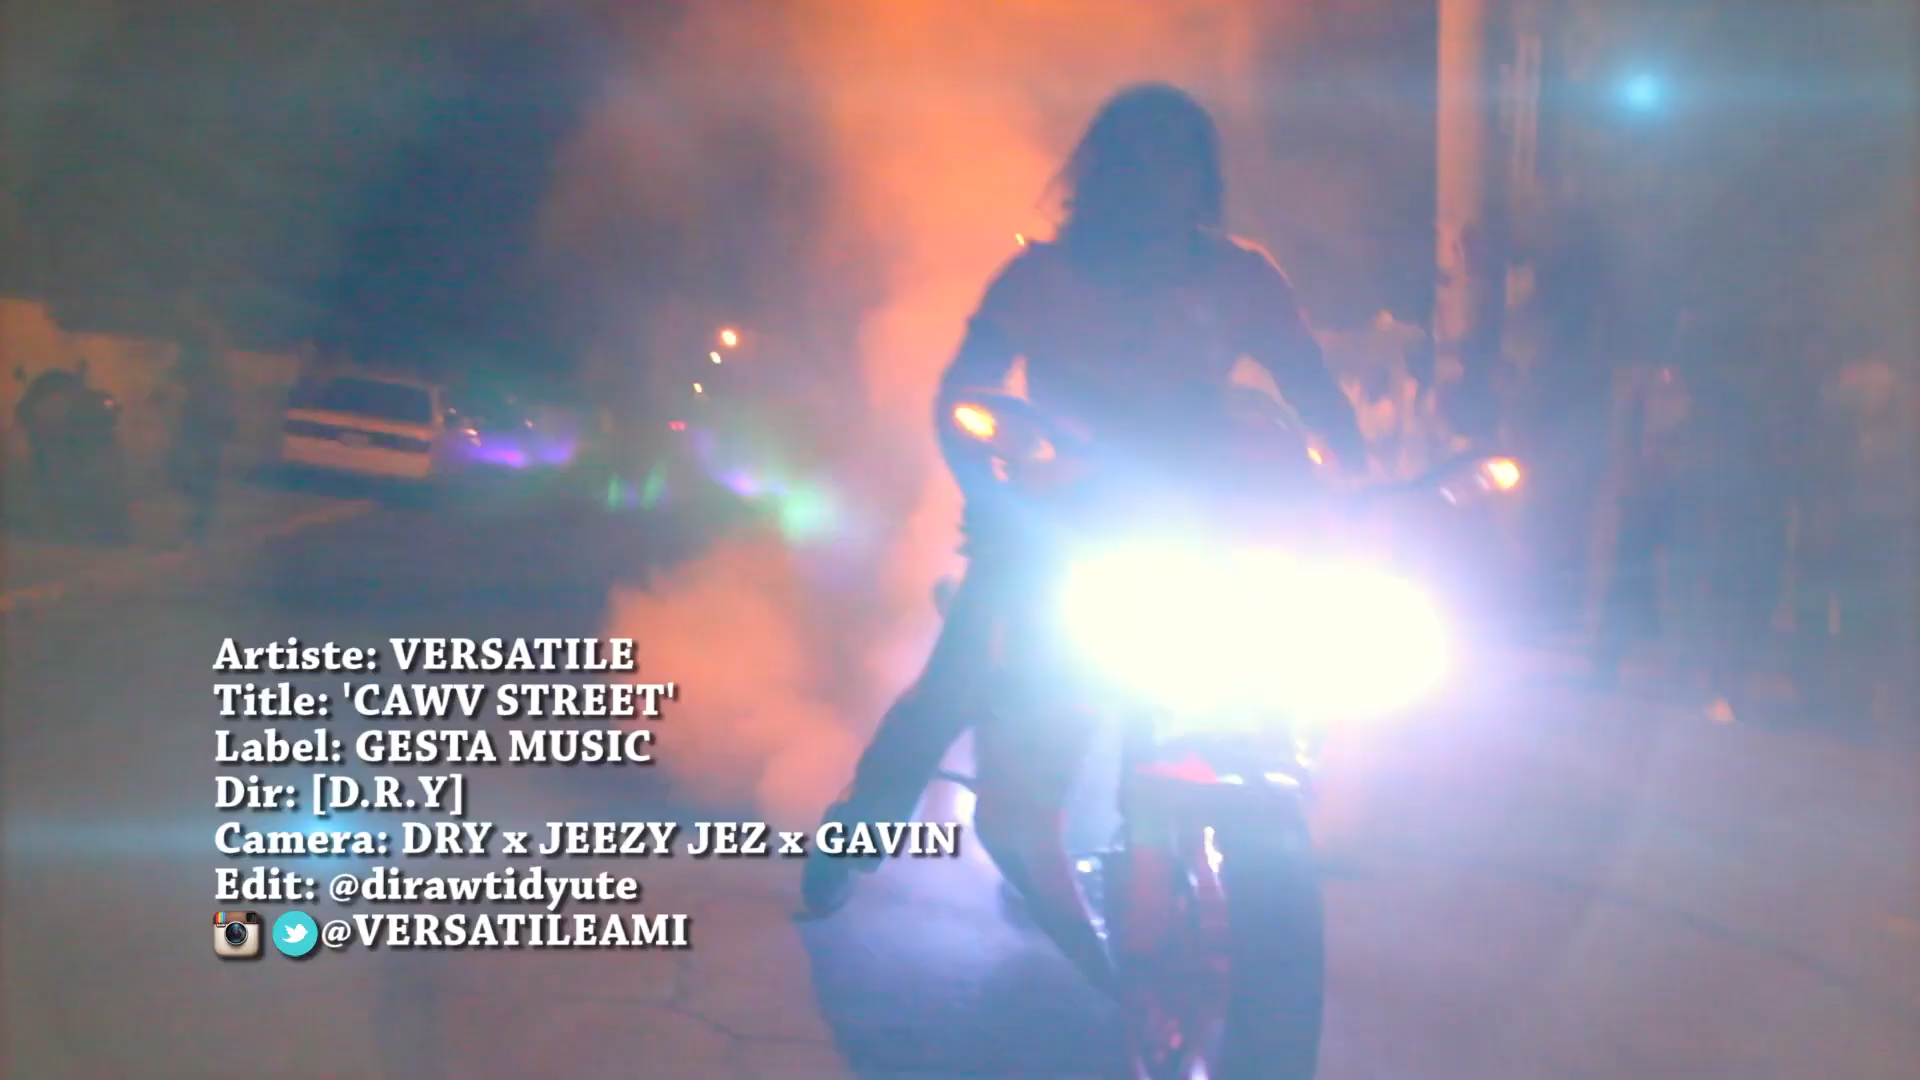 Artiste: VERSATILE
Title: 'CAWV STREET'
Label: GESTA MUSIC
Dir: [D.R.Y]
Camera: DRY x JEEZY JEZ x GAVIN
Edit: @dirawtidyute
@VERSATILEAMI